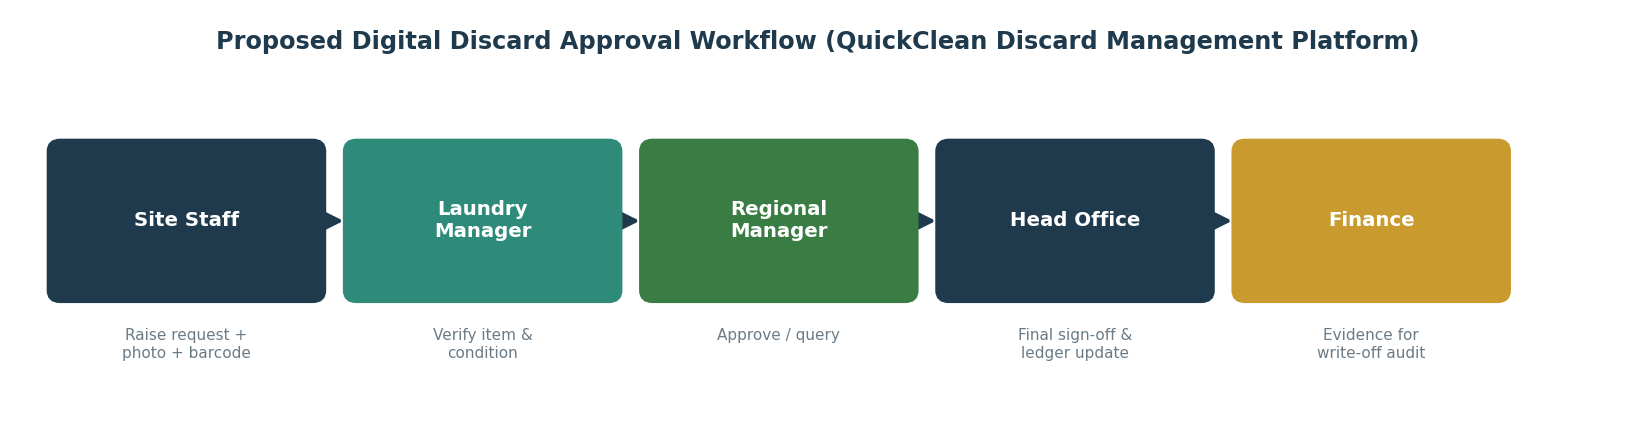 Proposed Digital Discard Approval Workflow (QuickClean Discard Management Platform)
Site Staff
Laundry
Manager
Regional
Manager
Head Office
Finance
Raise request +
photo + barcode
Verify item &
condition
Approve / query
Final sign-off &
ledger update
Evidence for
write-off audit